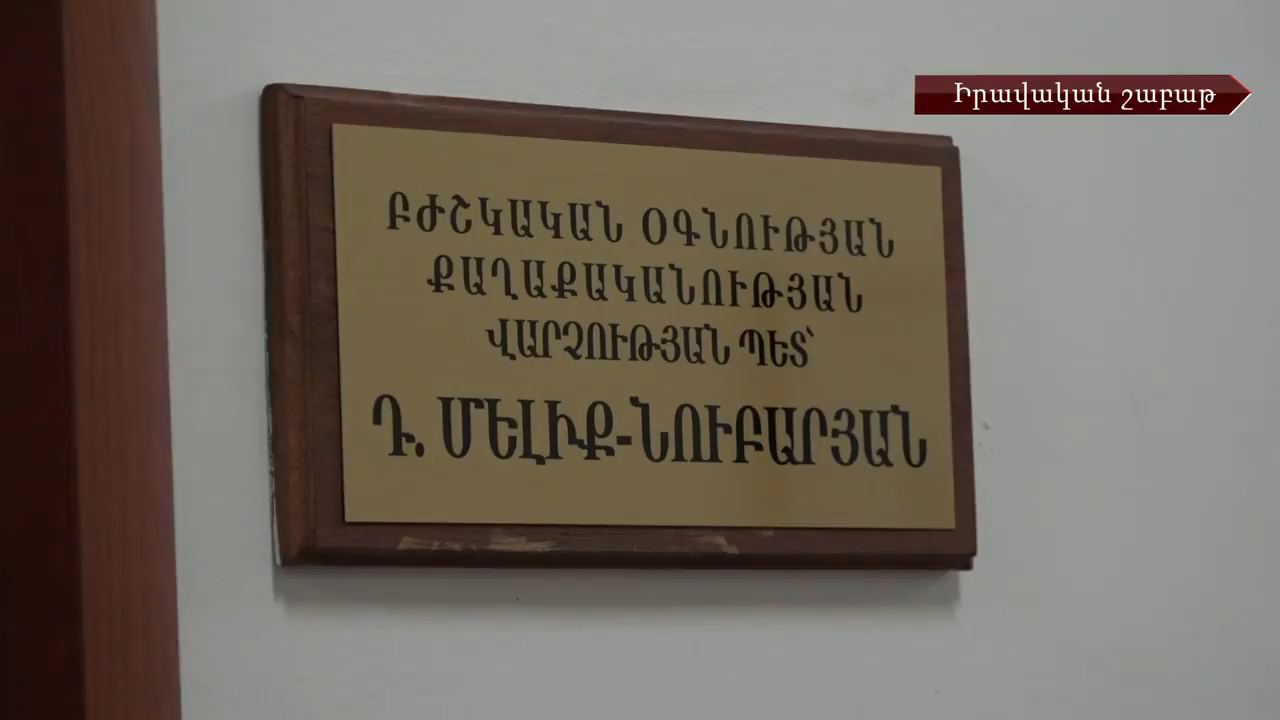 Իրավական շաբաթ
ԲԺՇԿԱԿԱՆ ՕԳՆՈՒԹՅԱՆ
ՔԱՂԱՔԱԿԱՆՈՒԹՅԱՆ
ՎԱՐՉՈՒԹՅԱՆ ՊԵՏ՝
Դ. ՄԵԼԻՔ-ՆՈՒԲԱՐՅԱՆ